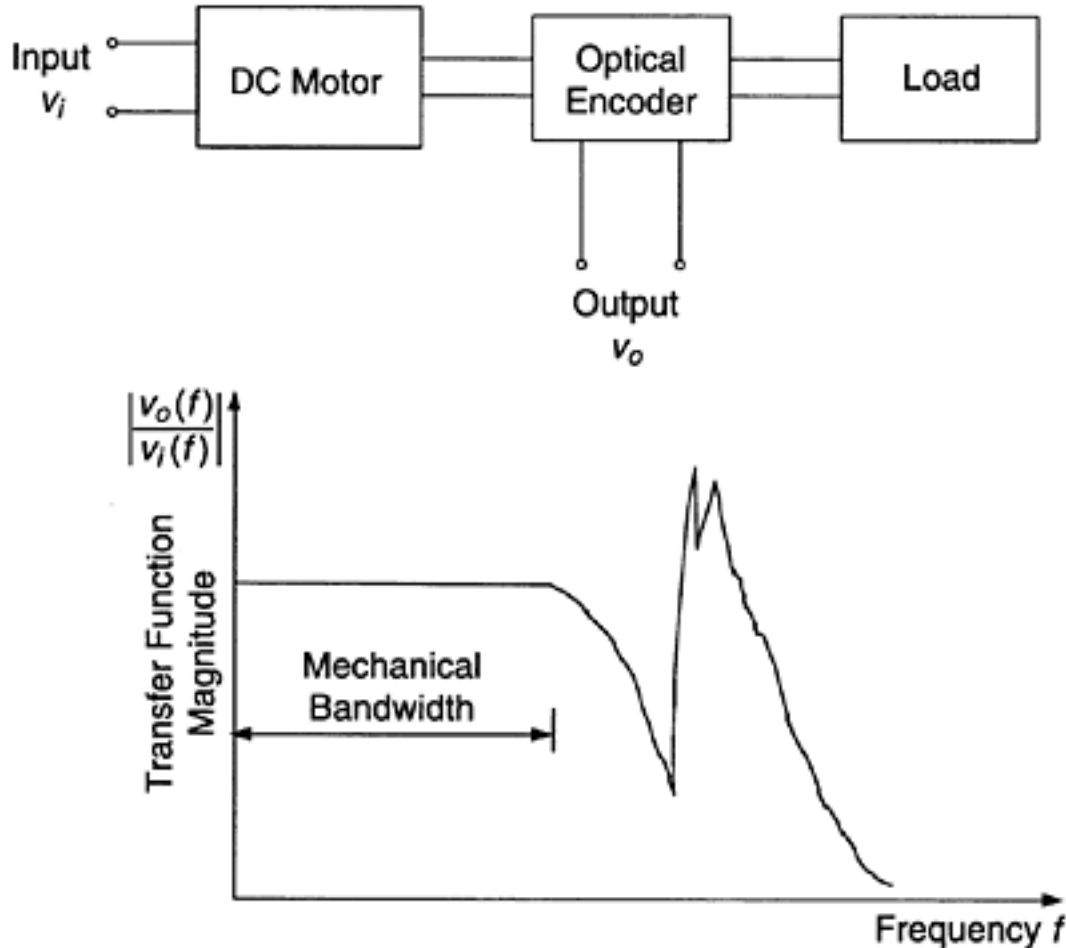 Input
v_i
DC Motor
Optical
Encoder
Load
Output
v_o
|v_o(f)/v_i(f)|
Transfer Function
Magnitude
Mechanical
Bandwidth
Frequency f